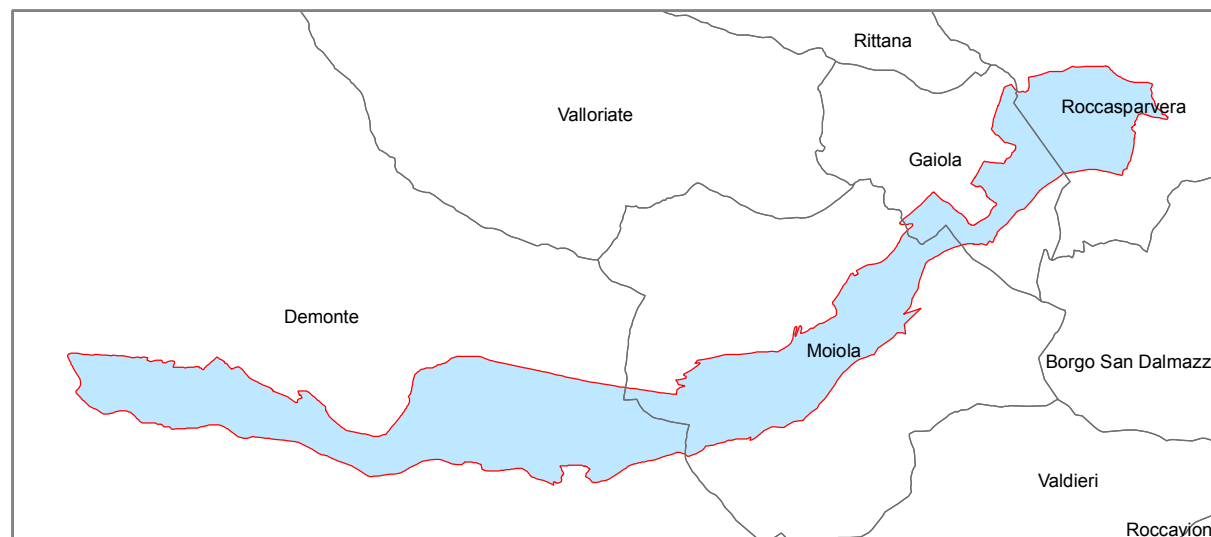 Rittana
Roccasparvera
Valloriate
Gaiola
Demonte
Moiola
Borgo San Dalmazz
Valdieri
Roccavion